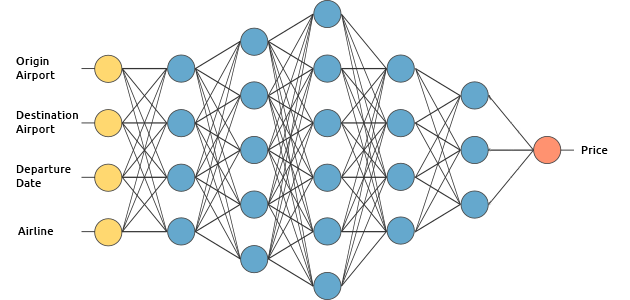 Origin
Airport
Destination
Airport
Departure
Date
Airline
Price